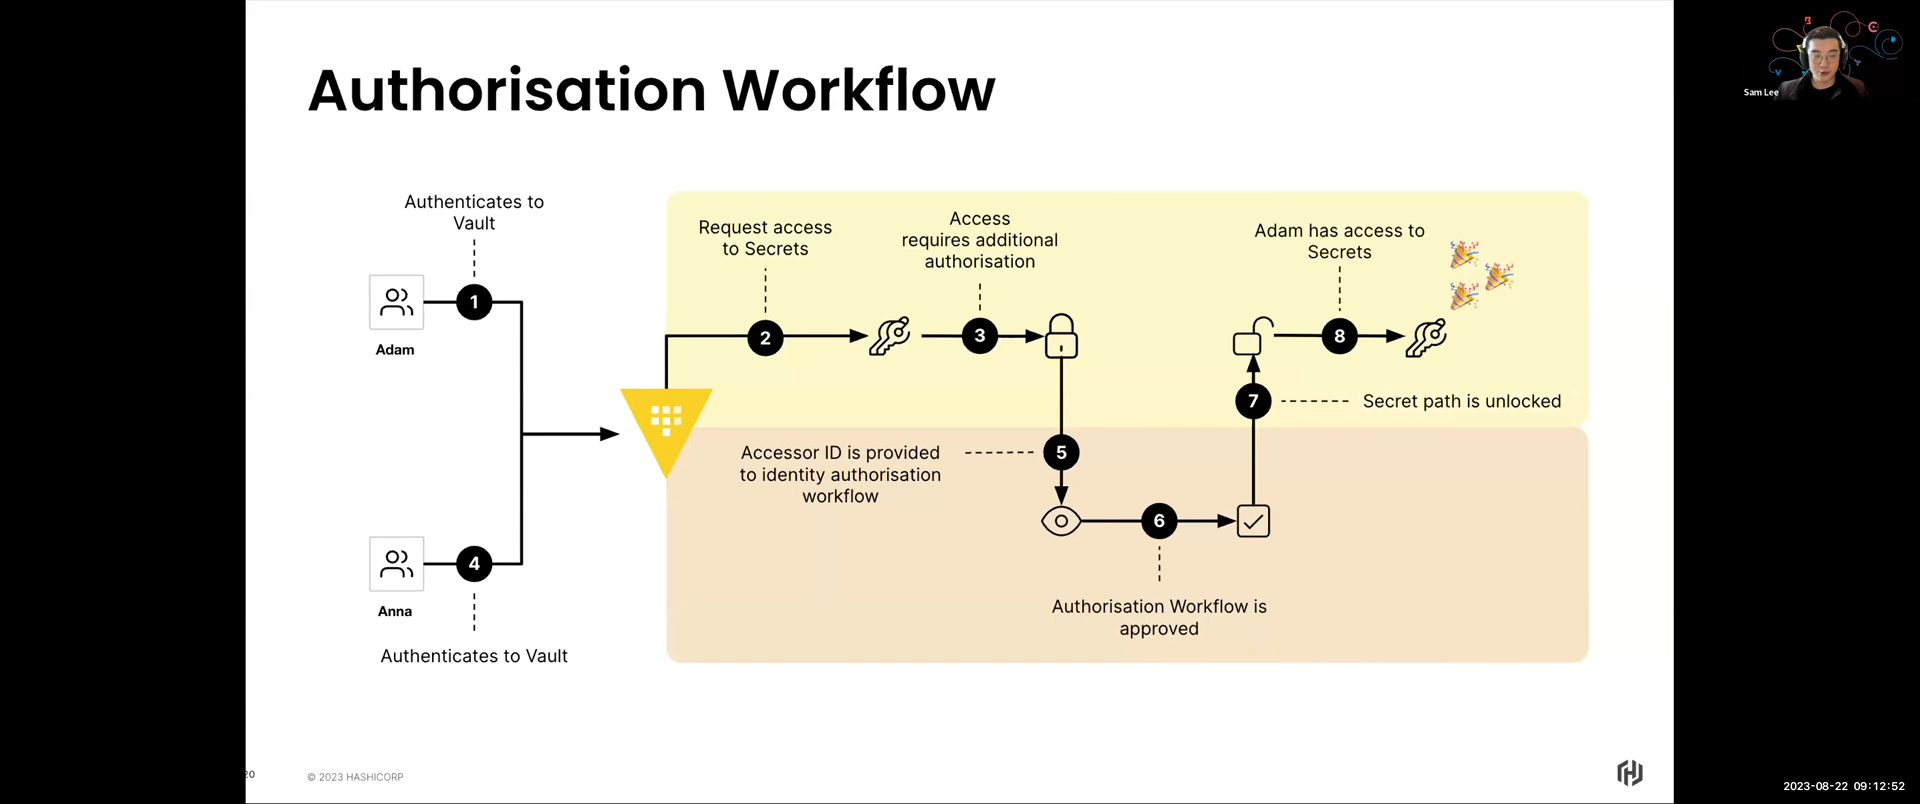 Authorisation Workflow
Sam Lee
Authenticates to
Vault
1
Adam
Request access
to Secrets
2
Access
requires additional
authorisation
3
Adam has access to
Secrets
8
7
Secret path is unlocked
Accessor ID is provided
to identity authorisation
workflow
5
6
Authorisation Workflow is
approved
4
Anna
Authenticates to Vault
20
© 2023 HASHICORP
2023-08-22 09:12:52